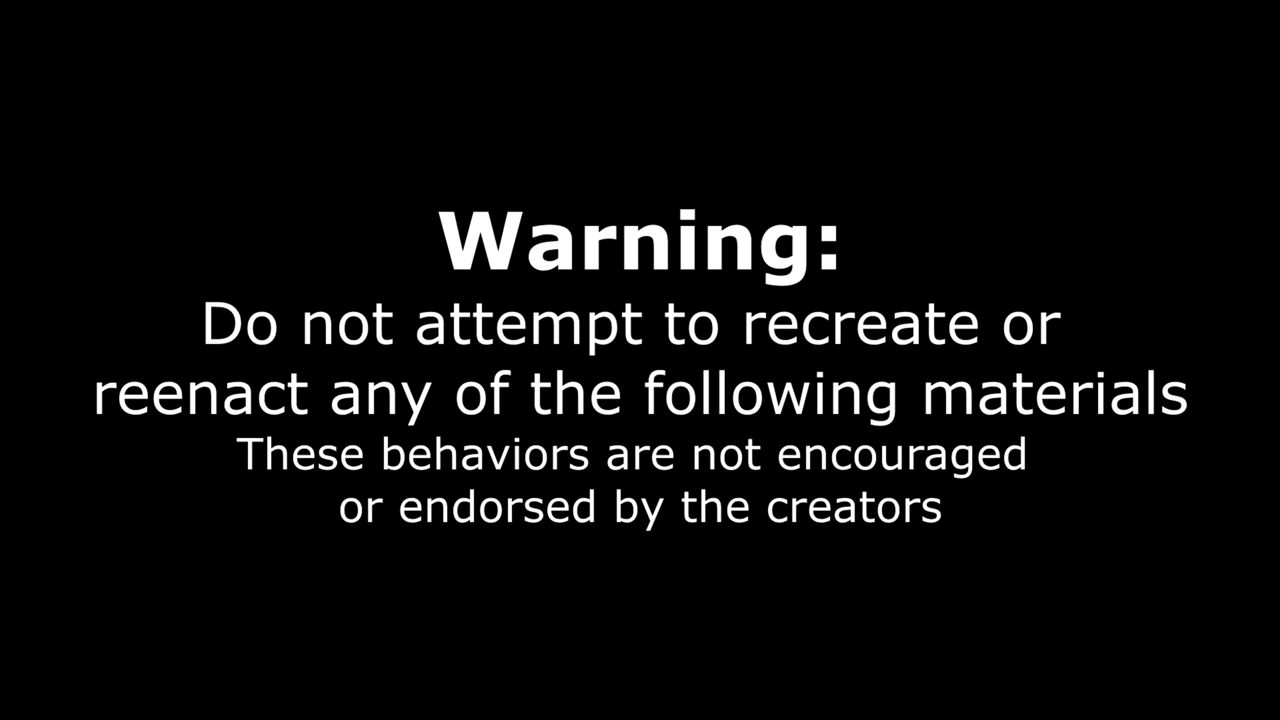 Warning:
Do not attempt to recreate or
reenact any of the following materials
These behaviors are not encouraged
or endorsed by the creators